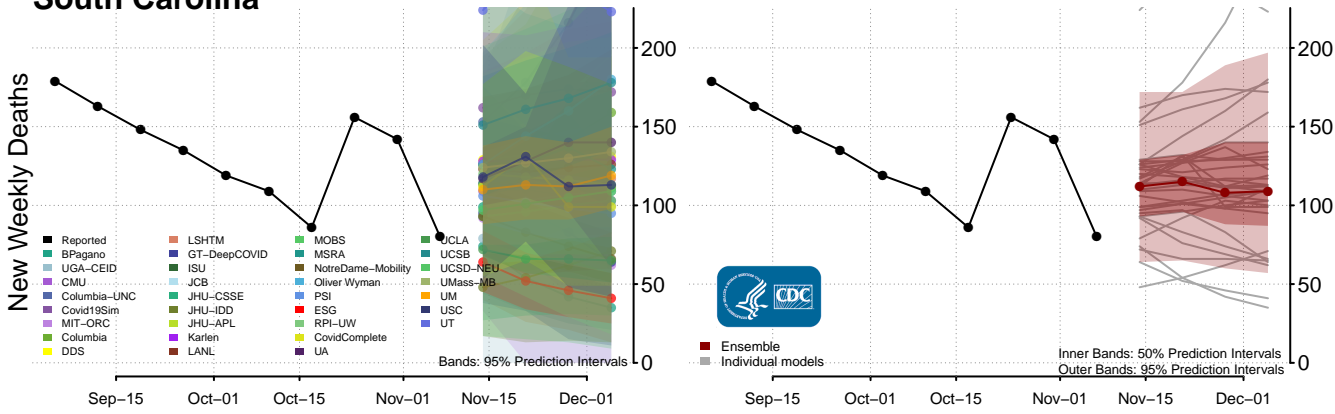 South Carolina
New Weekly Deaths
200
150
100
50
0
Reported
BPagano
UGA−CEID
CMU
Columbia−UNC
Covid19Sim
MIT−ORC
Columbia
DDS
LSHTM
GT−DeepCOVID
ISU
JCB
JHU−CSSE
JHU−IDD
JHU−APL
Karlen
LANL
MOBS
MSRA
NotreDame−Mobility
Oliver Wyman
PSI
ESG
RPI−UW
CovidComplete
UA
UCLA
UCSB
UCSD−NEU
UMass−MB
UM
USC
UT
Bands: 95% Prediction Intervals
Sep−15 Oct−01 Oct−15 Nov−01 Nov−15 Dec−01
200
150
100
50
0
CDC
Ensemble
Individual models
Inner Bands: 50% Prediction Intervals
Outer Bands: 95% Prediction Intervals
Sep−15 Oct−01 Oct−15 Nov−01 Nov−15 Dec−01